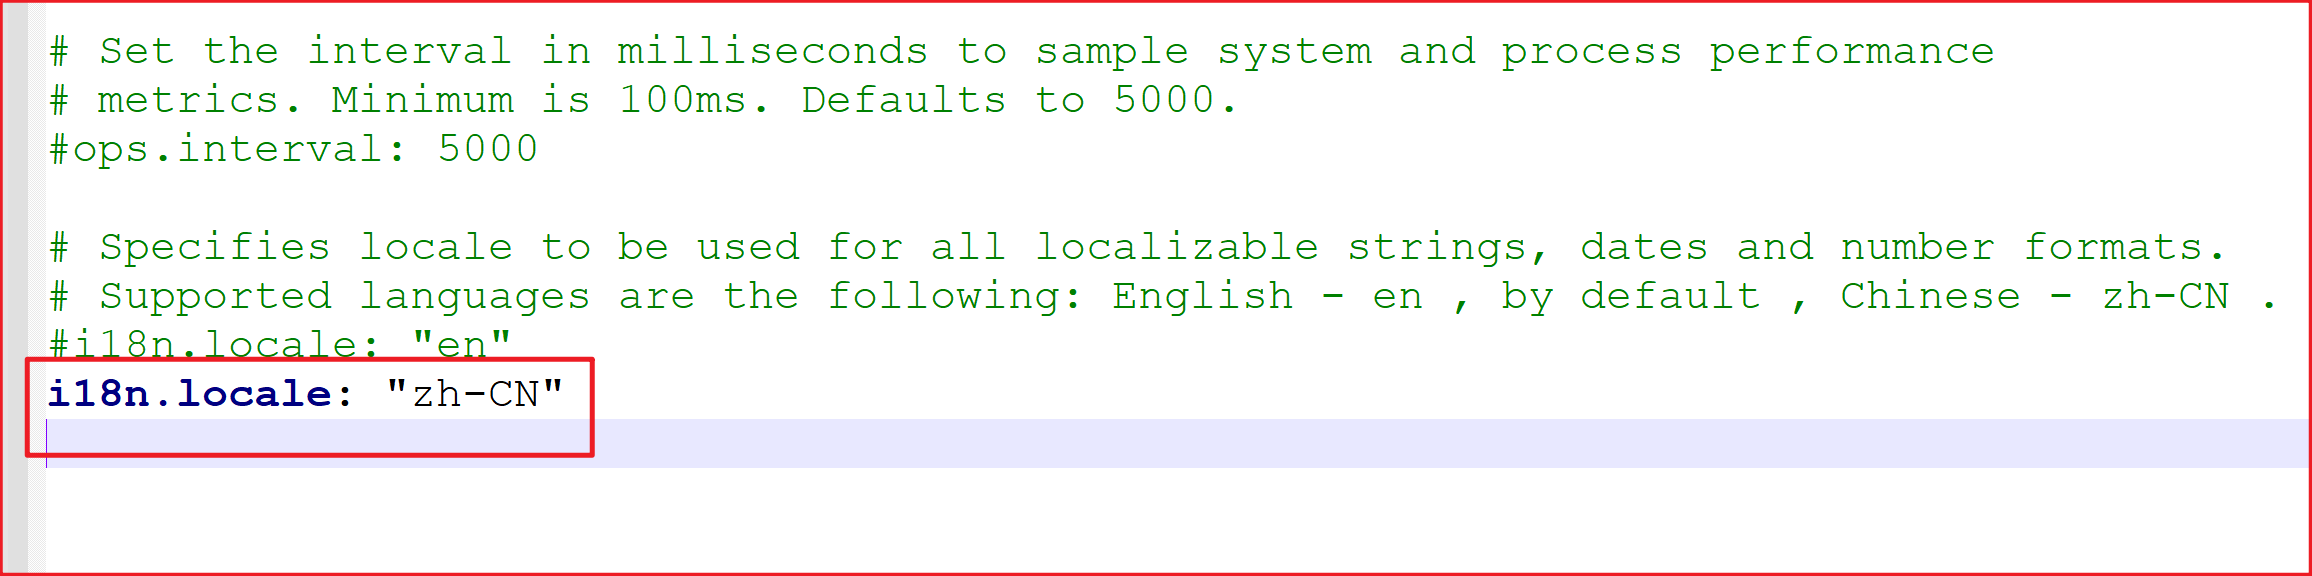 # Set the interval in milliseconds to sample system and process performance
# metrics. Minimum is 100ms. Defaults to 5000.
#ops.interval: 5000
# Specifies locale to be used for all localizable strings, dates and number formats.
# Supported languages are the following: English - en , by default , Chinese - zh-CN .
#i18n.locale: "en"
i18n.locale: "zh-CN"